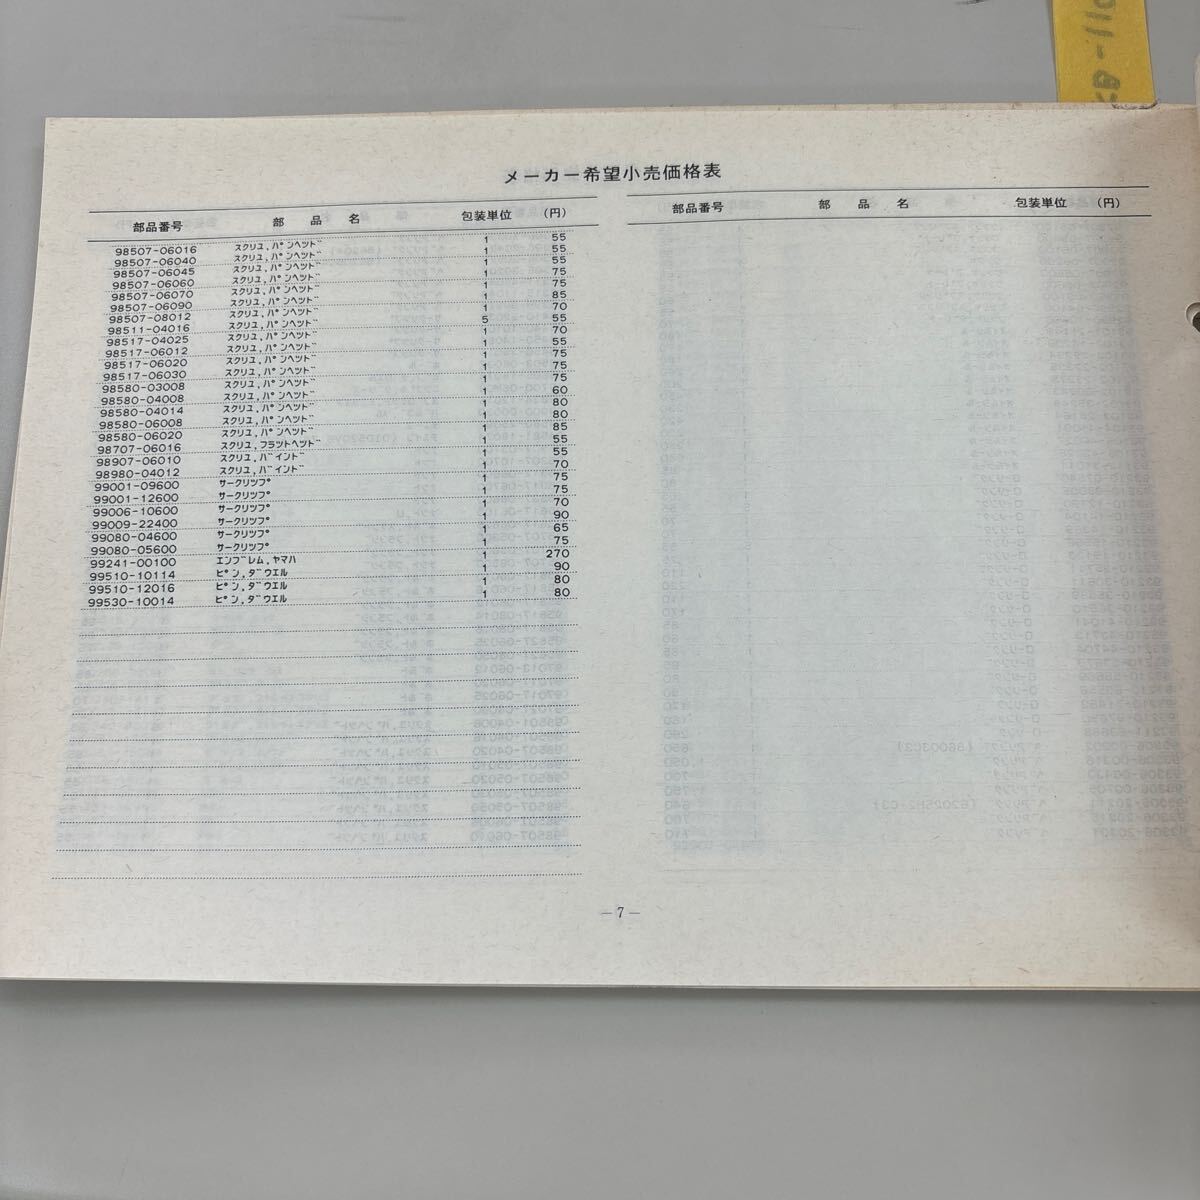 メーカー希望小売価格表
部品番号 部品名 包装単位 (円)
部品番号 部品名 包装単位 (円)
98507-06016 スクリユ,パンヘツド 1 55
98507-06040 スクリユ,パンヘツド 1 55
98507-06045 スクリユ,パンヘツド 1 55
98507-06060 スクリユ,パンヘツド 1 75
98507-06070 スクリユ,パンヘツド 1 75
98507-06090 スクリユ,パンヘツド 1 85
98507-08012 スクリユ,パンヘツド 1 70
98511-04016 スクリユ,パンヘツド 5 55
98517-04025 スクリユ,パンヘツド 1 70
98517-06012 スクリユ,パンヘツド 1 55
98517-06020 スクリユ,パンヘツド 1 75
98517-06030 スクリユ,パンヘツド 1 75
98580-03008 スクリユ,パンヘツド 1 75
98580-04008 スクリユ,パンヘツド 1 60
98580-04014 スクリユ,パンヘツド 1 80
98580-06008 スクリユ,パンヘツド 1 80
98580-06020 スクリユ,パンヘツド 1 85
98707-06016 スクリユ,フラツトヘツド 1 55
98907-06010 スクリユ,バインド 1 55
98980-04012 スクリユ,バインド 1 70
99001-09600 サークリツプ 1 75
99001-12600 サークリツプ 1 75
99006-10600 サークリツプ 1 70
99009-22400 サークリツプ 1 90
99080-04600 サークリツプ 1 65
99080-05600 サークリツプ 1 75
99241-00100 エンブレム,ヤマハ 1 270
99510-10114 ピン,ダウエル 1 90
99510-12016 ピン,ダウエル 1 80
99530-10014 ピン,ダウエル 1 80
— 7 —